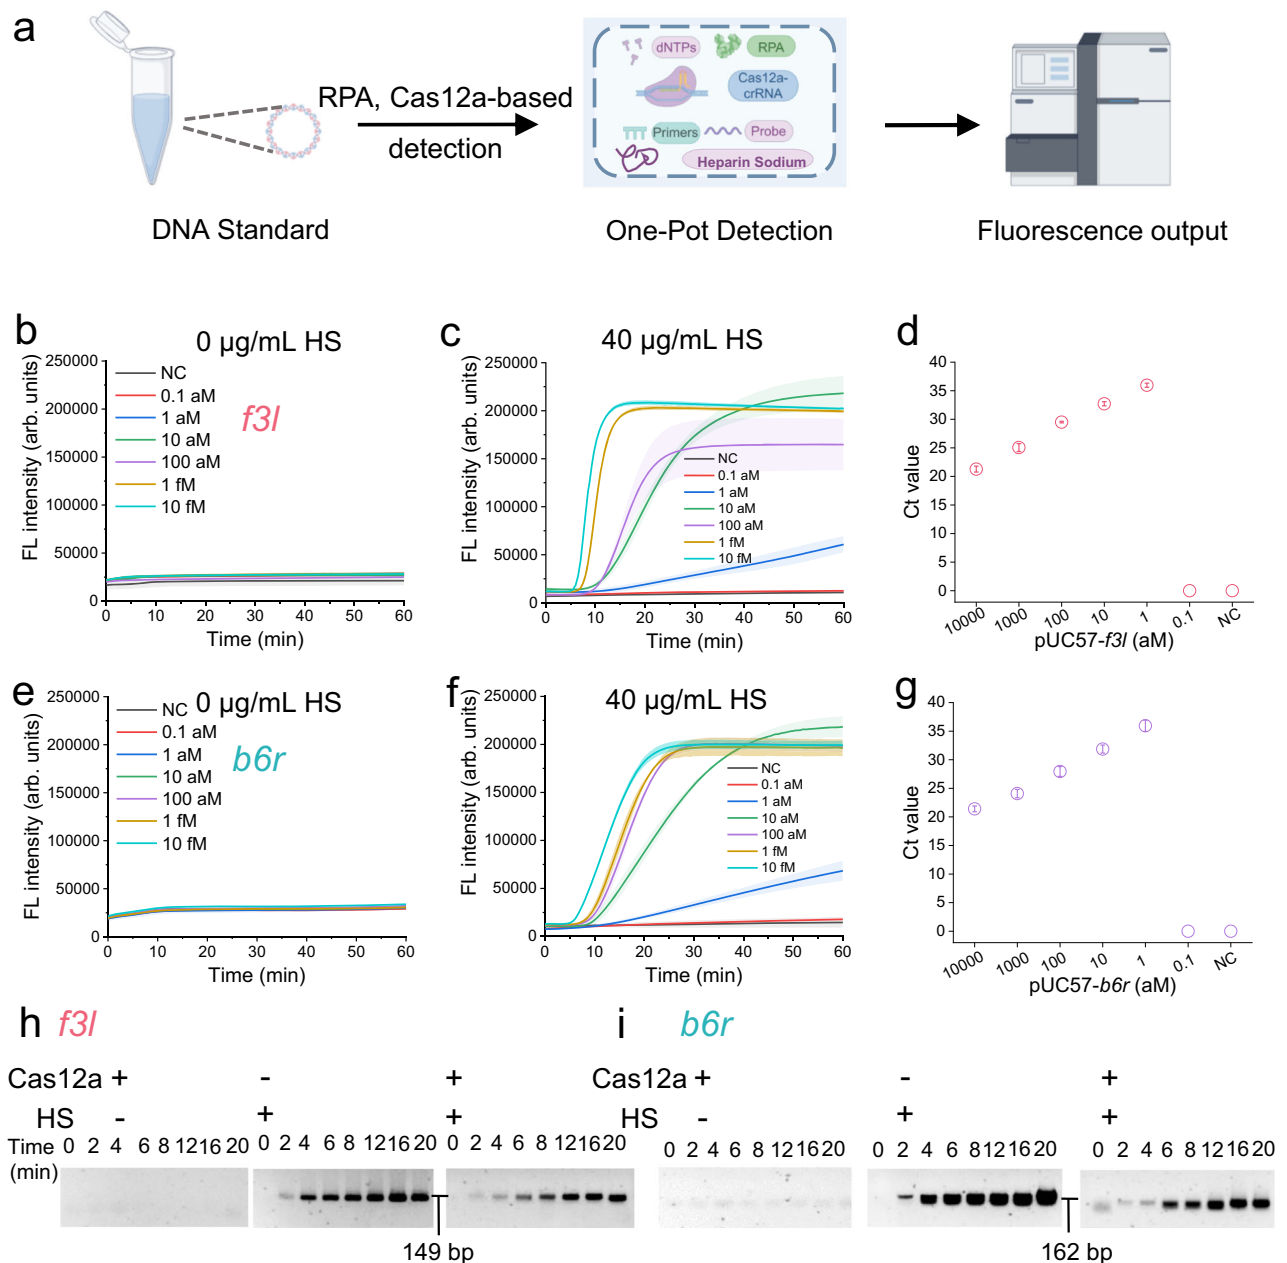 a
dNTPs
RPA
Cas12a-
crRNA
Primers
Probe
Heparin Sodium
RPA, Cas12a-based
detection
DNA Standard
One-Pot Detection
Fluorescence output
b
0 µg/mL HS
f3l
FL intensity (arb. units)
250000
200000
150000
100000
50000
0
NC
0.1 aM
1 aM
10 aM
100 aM
1 fM
10 fM
0 10 20 30 40 50 60
Time (min)
c
40 µg/mL HS
FL intensity (arb. units)
250000
200000
150000
100000
50000
0
NC
0.1 aM
1 aM
10 aM
100 aM
1 fM
10 fM
0 10 20 30 40 50 60
Time (min)
d
Ct value
40
35
30
25
20
15
10
5
0
10000 1000 100 10 1 0.1 NC
pUC57-f3l (aM)
e
0 µg/mL HS
b6r
FL intensity (arb. units)
250000
200000
150000
100000
50000
0
NC
0.1 aM
1 aM
10 aM
100 aM
1 fM
10 fM
0 10 20 30 40 50 60
Time (min)
f
40 µg/mL HS
FL intensity (arb. units)
250000
200000
150000
100000
50000
0
NC
0.1 aM
1 aM
10 aM
100 aM
1 fM
10 fM
0 10 20 30 40 50 60
Time (min)
g
Ct value
40
35
30
25
20
15
10
5
0
10000 1000 100 10 1 0.1 NC
pUC57-b6r (aM)
h f3l
Cas12a + - +
HS - + +
Time 0 2 4 6 8 12 16 20 0 2 4 6 8 12 16 20 0 2 4 6 8 12 16 20
(min)
149 bp
i b6r
Cas12a + - +
HS - + +
0 2 4 6 8 12 16 20 0 2 4 6 8 12 16 20 0 2 4 6 8 12 16 20
162 bp